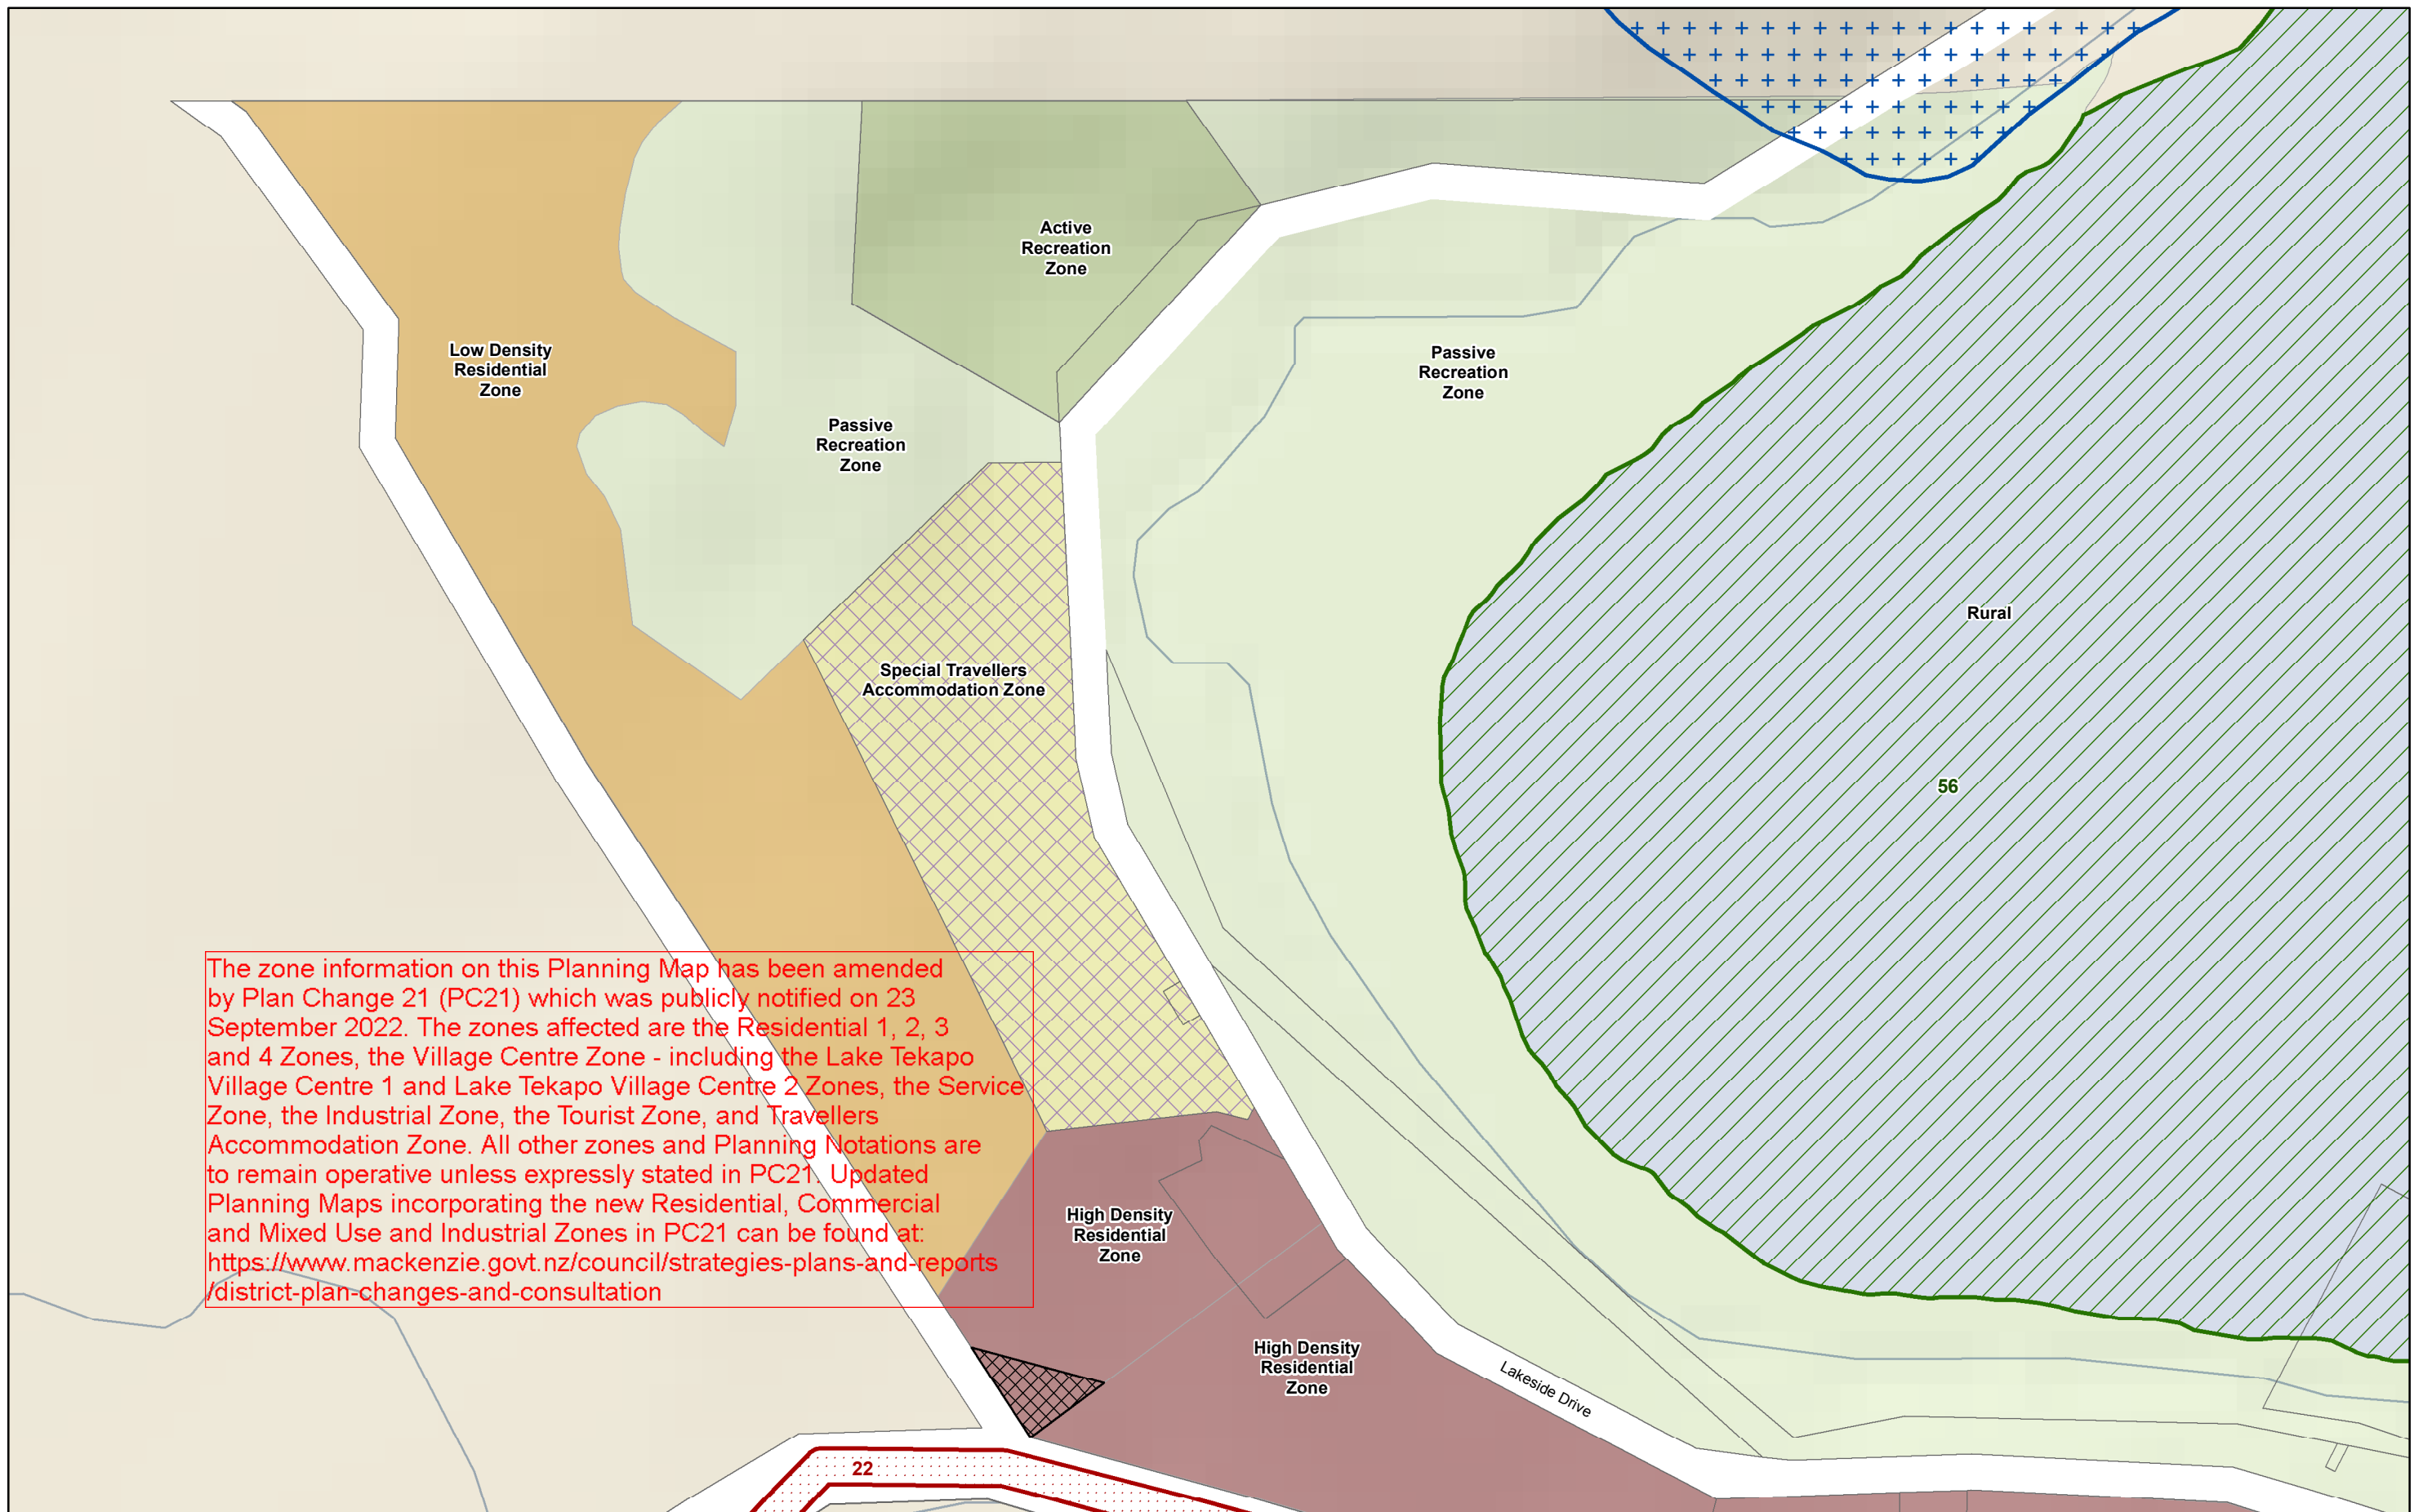 Active
Recreation
Zone
Low Density
Residential
Zone
Passive
Recreation
Zone
Passive
Recreation
Zone
Rural
Special Travellers
Accommodation Zone
56
The zone information on this Planning Map has been amended
by Plan Change 21 (PC21) which was publicly notified on 23
September 2022. The zones affected are the Residential 1, 2, 3
and 4 Zones, the Village Centre Zone - including the Lake Tekapo
Village Centre 1 and Lake Tekapo Village Centre 2 Zones, the Service
Zone, the Industrial Zone, the Tourist Zone, and Travellers
Accommodation Zone. All other zones and Planning Notations are
to remain operative unless expressly stated in PC21. Updated
Planning Maps incorporating the new Residential, Commercial
and Mixed Use and Industrial Zones in PC21 can be found at:
https://www.mackenzie.govt.nz/council/strategies-plans-and-reports
/district-plan-changes-and-consultation
High Density
Residential
Zone
High Density
Residential
Zone
Lakeside Drive
22